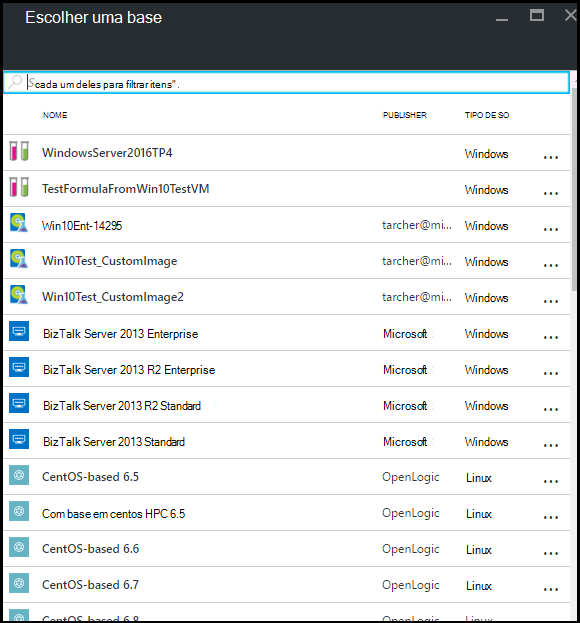 Escolher uma base
S cada um deles para filtrar itens".
NOME PUBLISHER TIPO DE SO
WindowsServer2016TP4 Windows ...
TestFormulaFromWin10TestVM Windows ...
Win10Ent-14295 tarcher@mi... Windows ...
Win10Test_CustomImage tarcher@mi... Windows ...
Win10Test_CustomImage2 tarcher@mi... Windows ...
BizTalk Server 2013 Enterprise Microsoft Windows ...
BizTalk Server 2013 R2 Enterprise Microsoft Windows ...
BizTalk Server 2013 R2 Standard Microsoft Windows ...
BizTalk Server 2013 Standard Microsoft Windows ...
CentOS-based 6.5 OpenLogic Linux ...
Com base em centos HPC 6.5 OpenLogic Linux ...
CentOS-based 6.6 OpenLogic Linux ...
CentOS-based 6.7 OpenLogic Linux ...
CentOS-based 6.8 OpenLogic Linux